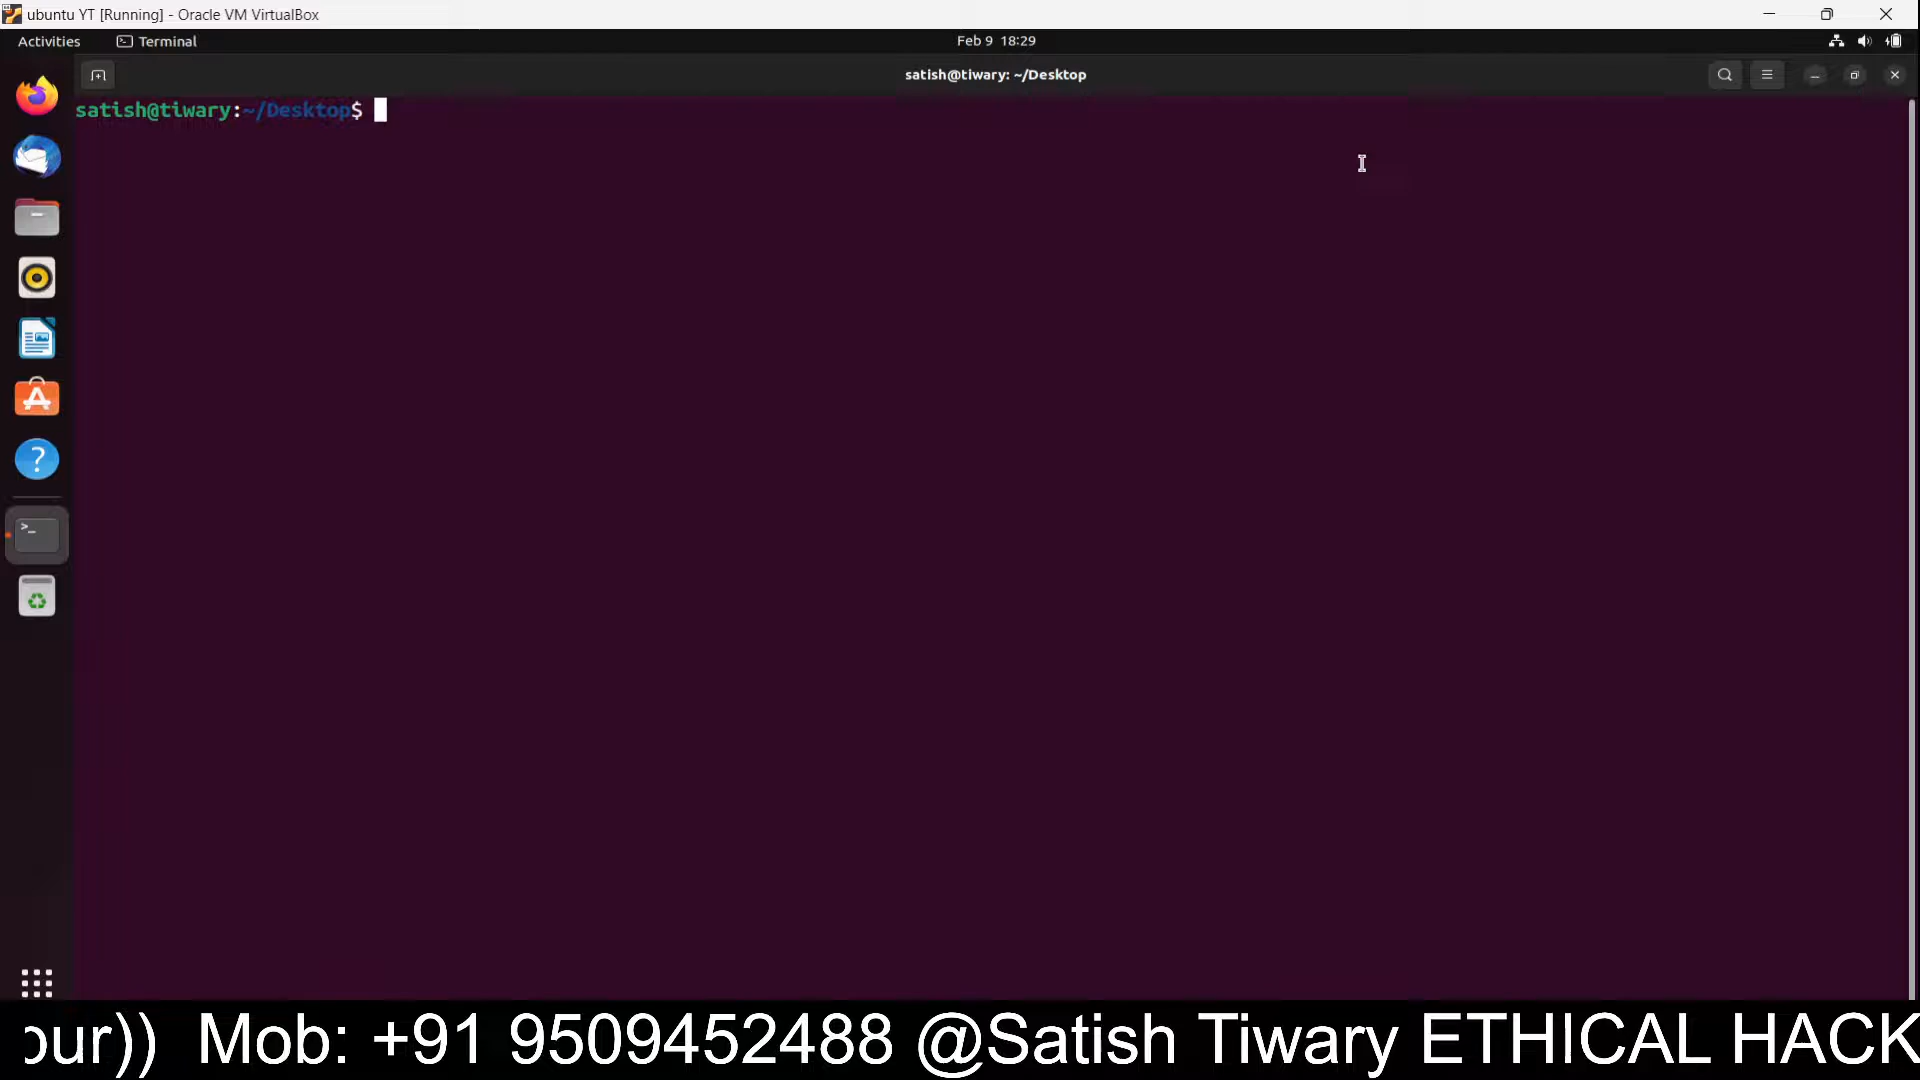 ubuntu YT [Running] - Oracle VM VirtualBox
Activities Terminal Feb 9 18:29
satish@tiwary: ~/Desktop
satish@tiwary:~/Desktop$
our)) Mob: +91 9509452488 @Satish Tiwary ETHICAL HACK